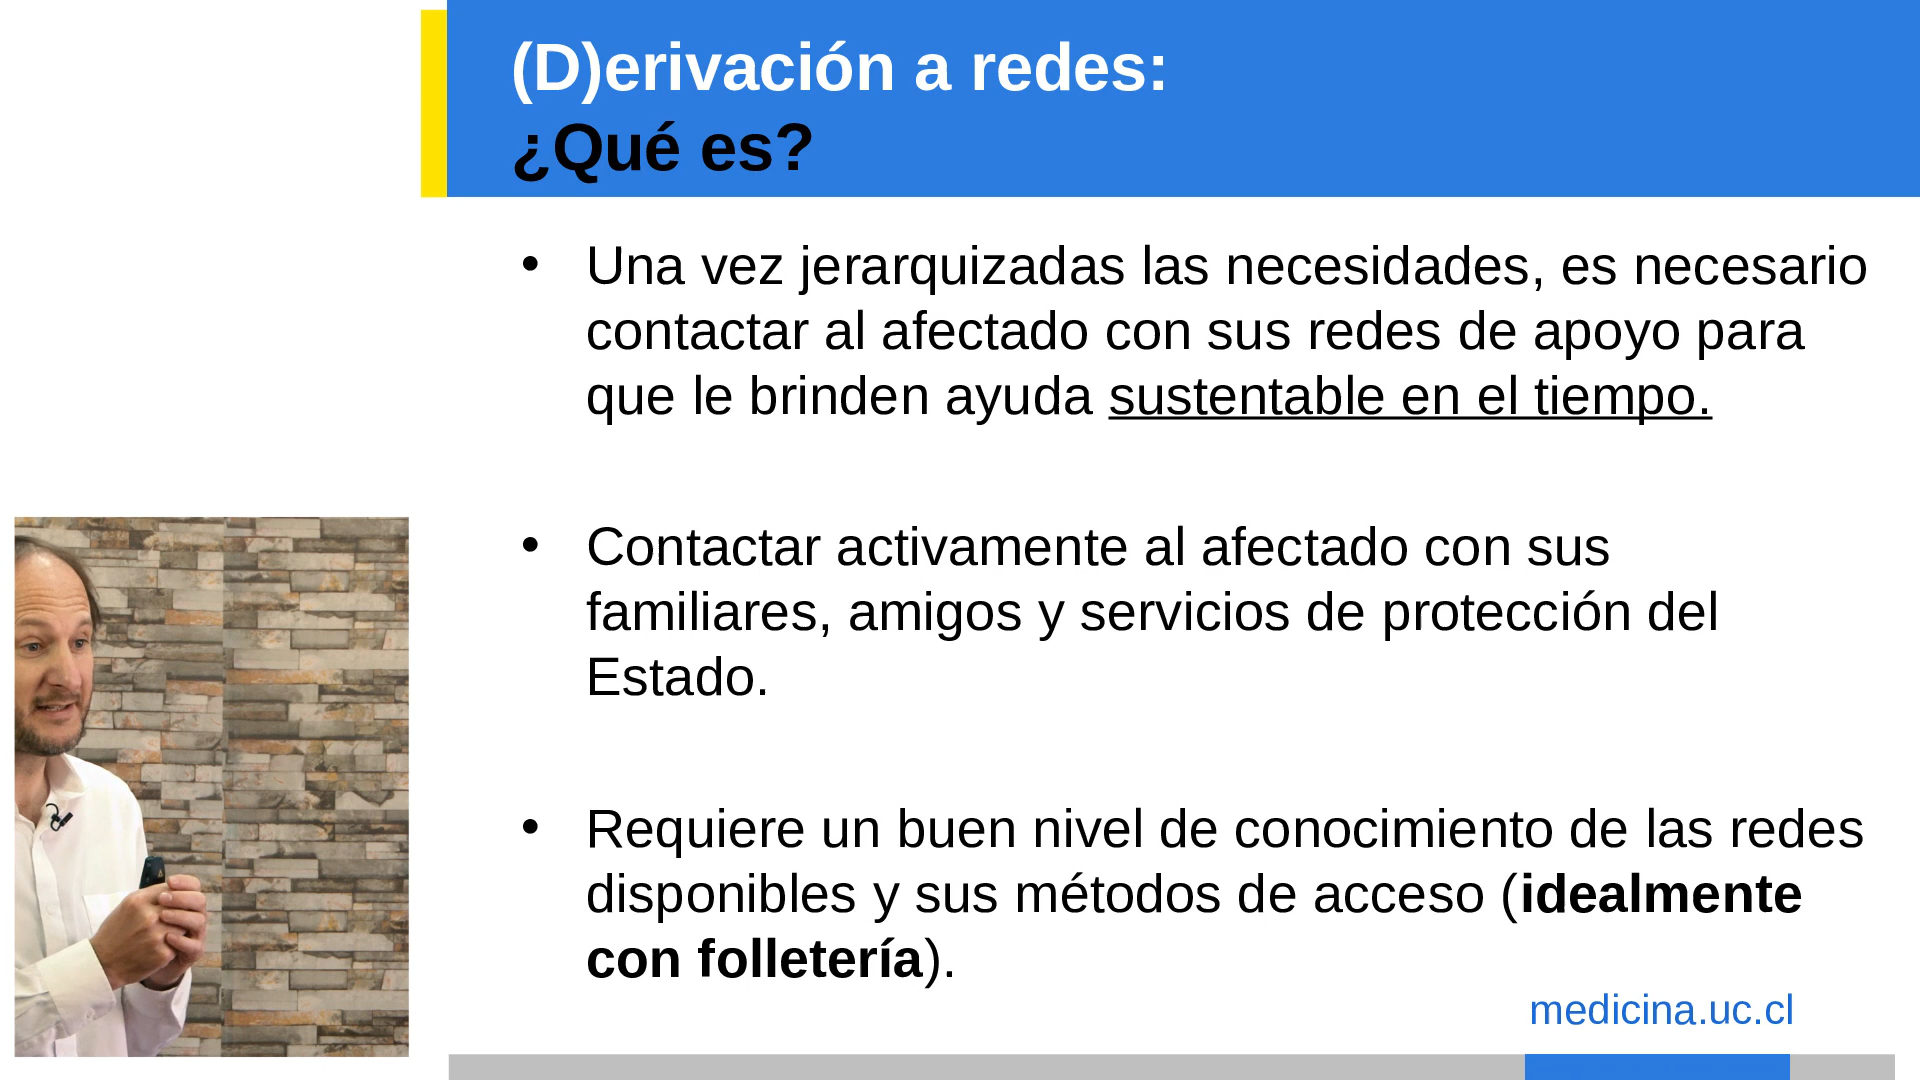 (D)erivación a redes:
¿Qué es?
• Una vez jerarquizadas las necesidades, es necesario
contactar al afectado con sus redes de apoyo para
que le brinden ayuda sustentable en el tiempo.
• Contactar activamente al afectado con sus
familiares, amigos y servicios de protección del
Estado.
• Requiere un buen nivel de conocimiento de las redes
disponibles y sus métodos de acceso (idealmente
con folletería).
medicina.uc.cl